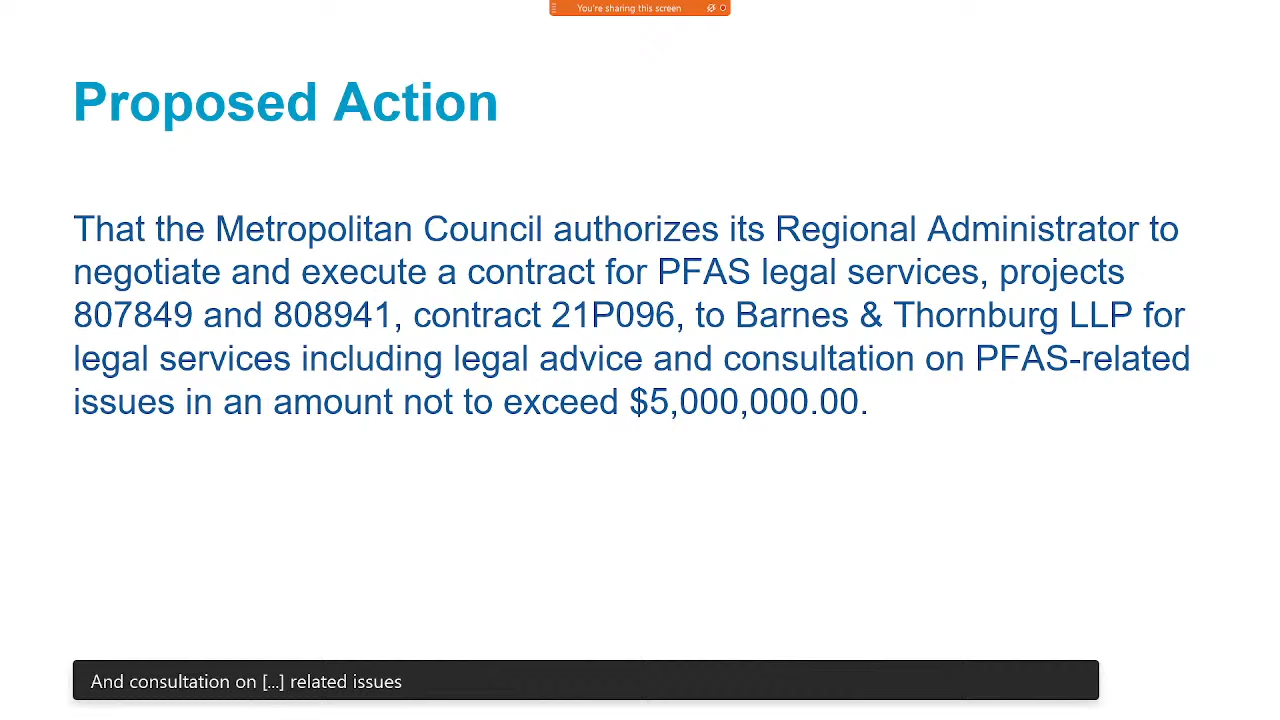 You're sharing this screen
Proposed Action
That the Metropolitan Council authorizes its Regional Administrator to
negotiate and execute a contract for PFAS legal services, projects
807849 and 808941, contract 21P096, to Barnes & Thornburg LLP for
legal services including legal advice and consultation on PFAS-related
issues in an amount not to exceed $5,000,000.00.
And consultation on [...] related issues